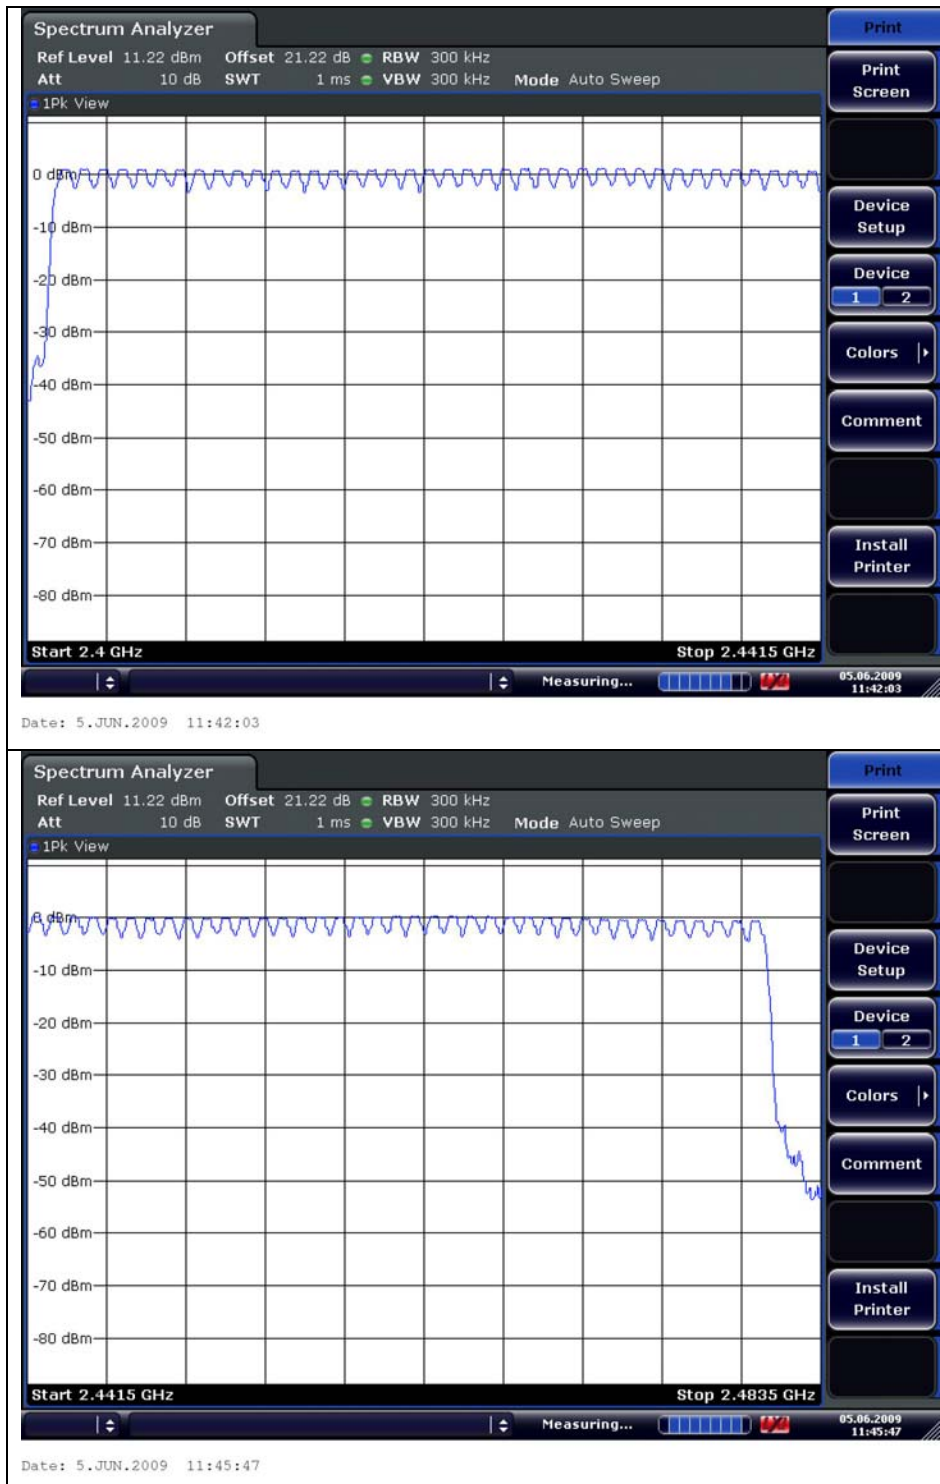 Spectrum Analyzer
Ref Level 11.22 dBm Offset 21.22 dB RBW 300 kHz
Att 10 dB SWT 1 ms VBW 300 kHz Mode Auto Sweep
1Pk View
0 dBm
-10 dBm
-20 dBm
-30 dBm
-40 dBm
-50 dBm
-60 dBm
-70 dBm
-80 dBm
Start 2.4 GHz Stop 2.4415 GHz
Measuring... 05.06.2009
11:42:03
Print
Print
Screen
Device
Setup
Device
1 2
Colors
Comment
Install
Printer
Date: 5.JUN.2009 11:42:03
Spectrum Analyzer
Ref Level 11.22 dBm Offset 21.22 dB RBW 300 kHz
Att 10 dB SWT 1 ms VBW 300 kHz Mode Auto Sweep
1Pk View
0 dBm
-10 dBm
-20 dBm
-30 dBm
-40 dBm
-50 dBm
-60 dBm
-70 dBm
-80 dBm
Start 2.4415 GHz Stop 2.4835 GHz
Measuring... 05.06.2009
11:45:47
Print
Print
Screen
Device
Setup
Device
1 2
Colors
Comment
Install
Printer
Date: 5.JUN.2009 11:45:47